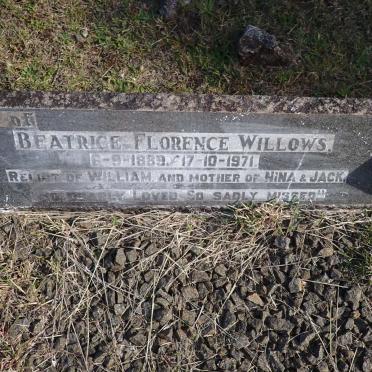 OF
BEATRICE FLORENCE WILLOWS
6-9-1889 / 17-10-1971
RELICT OF WILLIAM AND MOTHER OF NINA & JACK
LOVED SO SADLY MISSED"